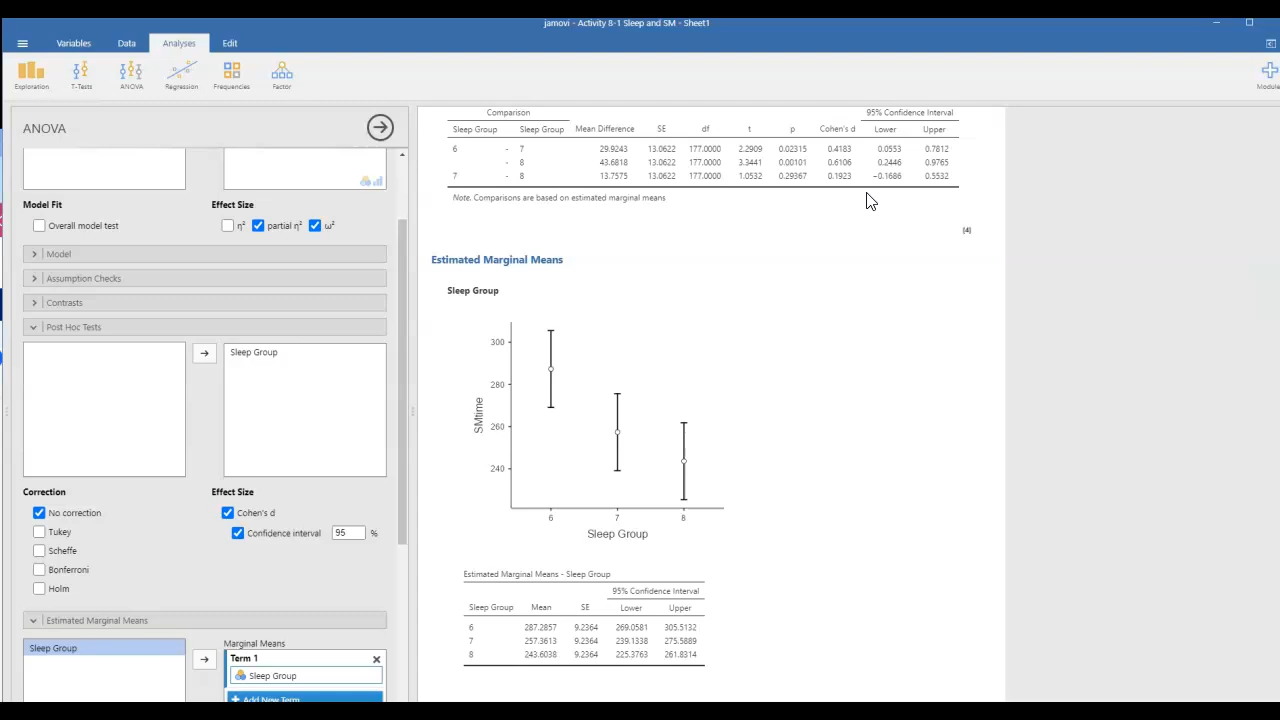 jamovi - Activity 8-1 Sleep and SM - Sheet1
Variables Data Analyses Edit
Exploration T-Tests ANOVA Regression Frequencies Factor Module
ANOVA
Model Fit Effect Size
Overall model test η² partial η² ω²
Model
Assumption Checks
Contrasts
Post Hoc Tests
Sleep Group
Correction Effect Size
No correction Cohen's d
Tukey Confidence interval 95 %
Scheffe
Bonferroni
Holm
Estimated Marginal Means
Sleep Group
Marginal Means
Term 1
Sleep Group
Add New Term
Comparison 95% Confidence Interval
Sleep Group Sleep Group Mean Difference SE df t p Cohen's d Lower Upper
6 - 7 29.9243 13.0622 177.0000 2.2909 0.02315 0.4183 0.0553 0.7812
- 8 43.6818 13.0622 177.0000 3.3441 0.00101 0.6106 0.2446 0.9765
7 - 8 13.7575 13.0622 177.0000 1.0532 0.29367 0.1923 −0.1686 0.5532
Note. Comparisons are based on estimated marginal means
[4]
Estimated Marginal Means
Sleep Group
300
280
260
240
SMtime
6 7 8
Sleep Group
Estimated Marginal Means - Sleep Group
95% Confidence Interval
Sleep Group Mean SE Lower Upper
6 287.2857 9.2364 269.0581 305.5132
7 257.3613 9.2364 239.1338 275.5889
8 243.6038 9.2364 225.3763 261.8314